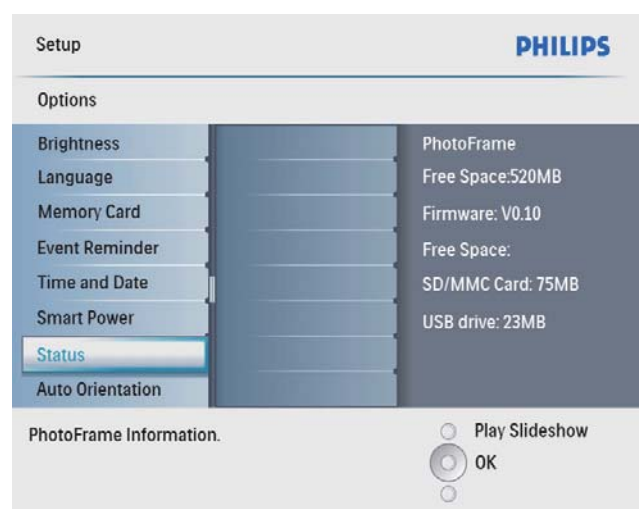 Setup
PHILIPS
Options
Brightness
Language
Memory Card
Event Reminder
Time and Date
Smart Power
Status
Auto Orientation
PhotoFrame
Free Space:520MB
Firmware: V0.10
Free Space:
SD/MMC Card: 75MB
USB drive: 23MB
PhotoFrame Information.
Play Slideshow
OK